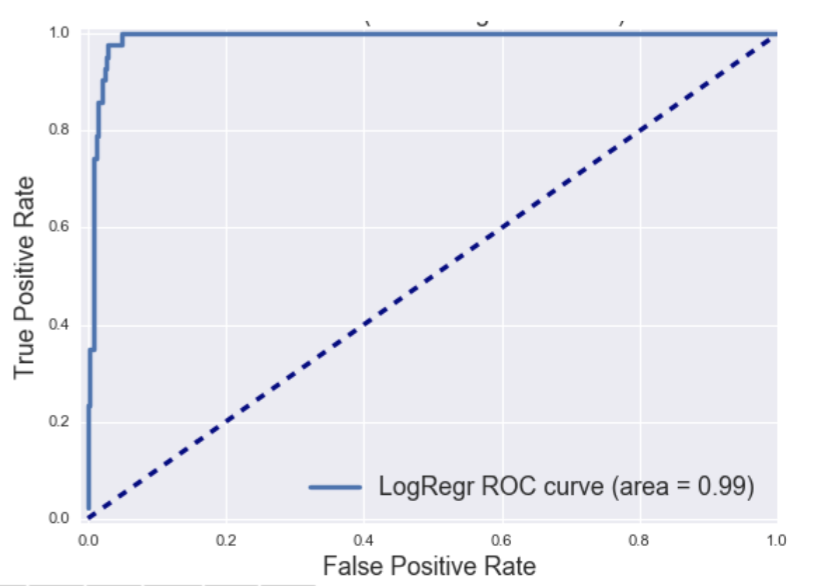 1.0
0.8
True Positive Rate
0.6
0.4
0.2
LogRegr ROC curve (area = 0.99)
0.0
0.0 0.2 0.4 0.6 0.8 1.0
False Positive Rate